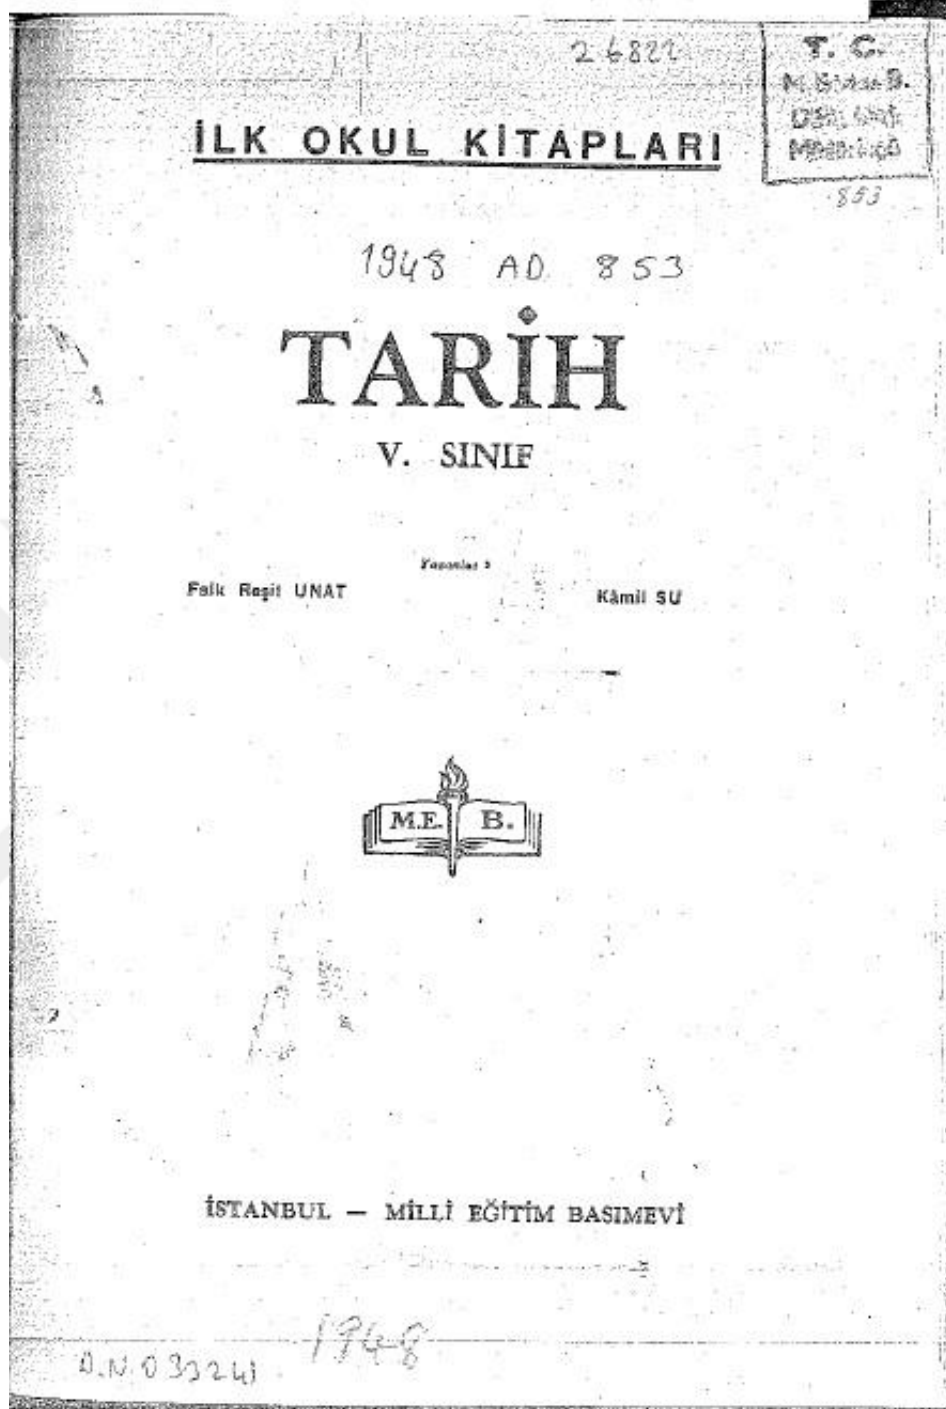 26822
T. C.
İLK OKUL KİTAPLARI
853
1948 AD. 853
TARİH
V. SINIF
Yazanlar :
Faik Reşit UNAT
Kâmil SU
M.E. B.
İSTANBUL — MİLLÎ EĞİTİM BASIMEVİ
1948
D.N. 033241